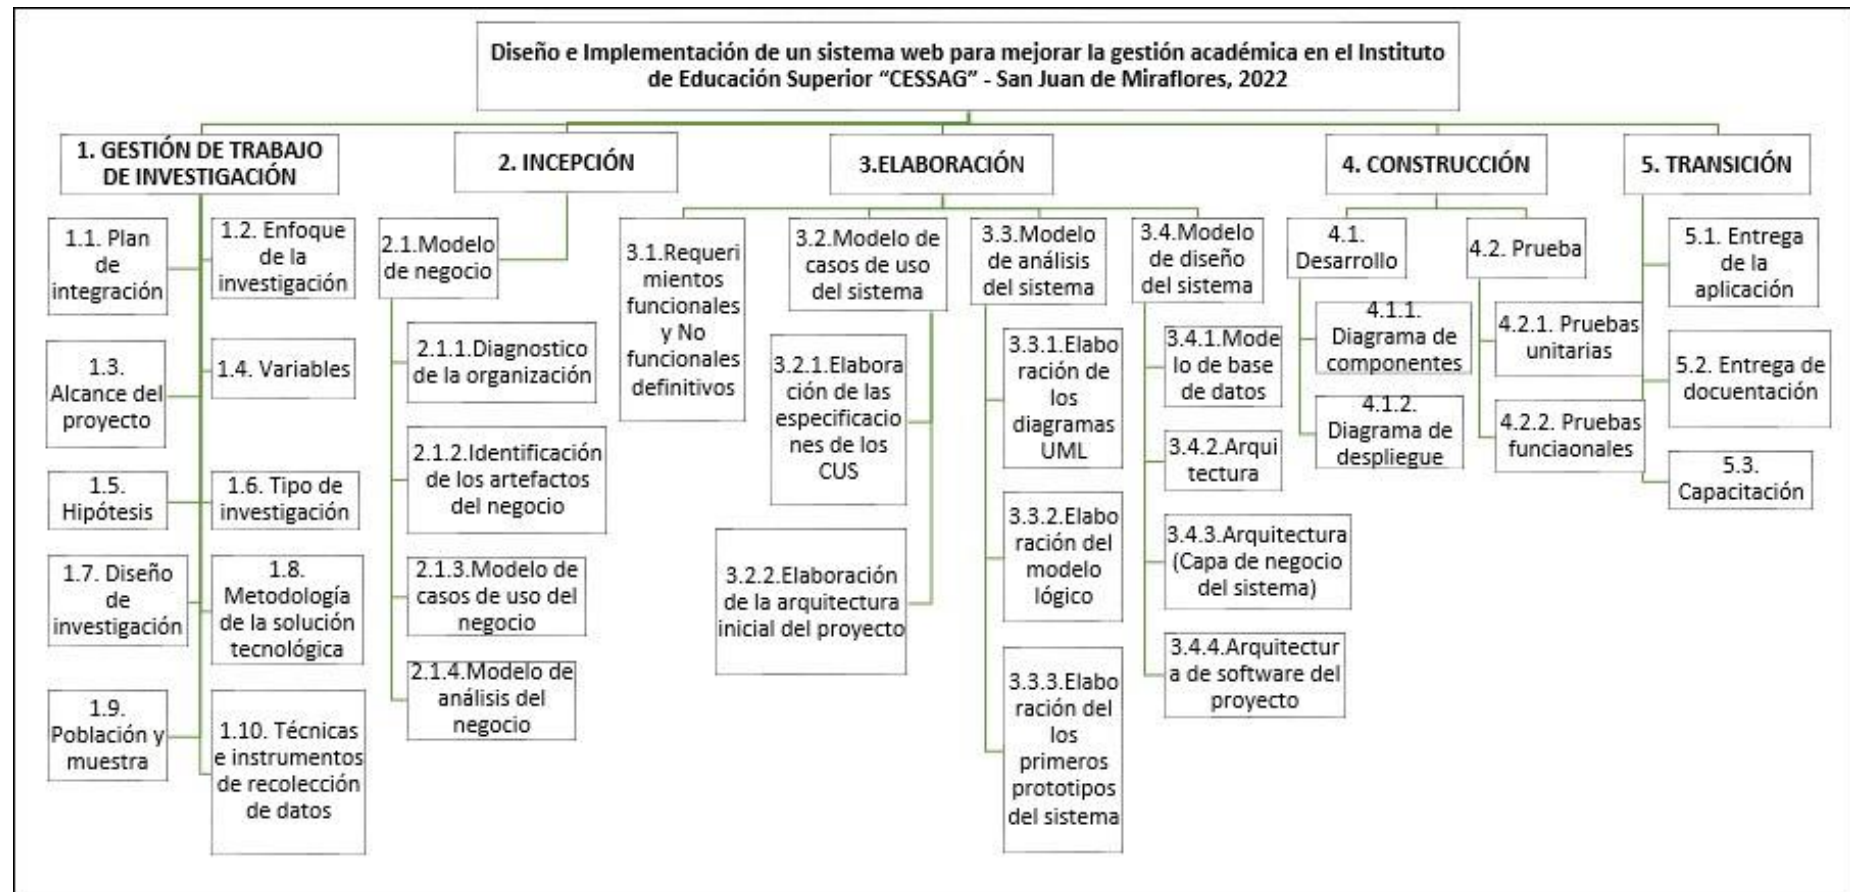 Diseño e Implementación de un sistema web para mejorar la gestión académica en el Instituto
de Educación Superior “CESSAG” - San Juan de Miraflores, 2022
1. GESTIÓN DE TRABAJO
DE INVESTIGACIÓN
1.1. Plan
de
integración
1.2. Enfoque
de la
investigación
1.3.
Alcance del
proyecto
1.4. Variables
1.5.
Hipótesis
1.6. Tipo de
investigación
1.7. Diseño
de
investigación
1.8.
Metodología
de la solución
tecnológica
1.9.
Población y
muestra
1.10. Técnicas
e instrumentos
de recolección
de datos
2. INCEPCIÓN
2.1.Modelo
de negocio
2.1.1.Diagnostico
de la organización
2.1.2.Identificación
de los artefactos
del negocio
2.1.3.Modelo de
casos de uso del
negocio
2.1.4.Modelo de
análisis del
negocio
3.ELABORACIÓN
3.1.Requeri
mientos
funcionales
y No
funcionales
definitivos
3.2.Modelo de
casos de uso
del sistema
3.2.1.Elabora
ción de las
especificacio
nes de los
CUS
3.2.2.Elaboración
de la arquitectura
inicial del proyecto
3.3.Modelo
de análisis
del sistema
3.3.1.Elabo
ración de
los
diagramas
UML
3.3.2.Elabo
ración del
modelo
lógico
3.3.3.Elabo
ración del
los
primeros
prototipos
del sistema
3.4.Modelo
de diseño
del sistema
3.4.1.Mode
lo de base
de datos
3.4.2.Arqui
tectura
3.4.3.Arquitectura
(Capa de negocio
del sistema)
3.4.4.Arquitectur
a de software del
proyecto
4. CONSTRUCCIÓN
4.1.
Desarrollo
4.1.1.
Diagrama de
componentes
4.1.2.
Diagrama de
despliegue
4.2. Prueba
4.2.1. Pruebas
unitarias
4.2.2. Pruebas
funciaonales
5. TRANSICIÓN
5.1. Entrega
de la
aplicación
5.2. Entrega de
docuentación
5.3.
Capacitación